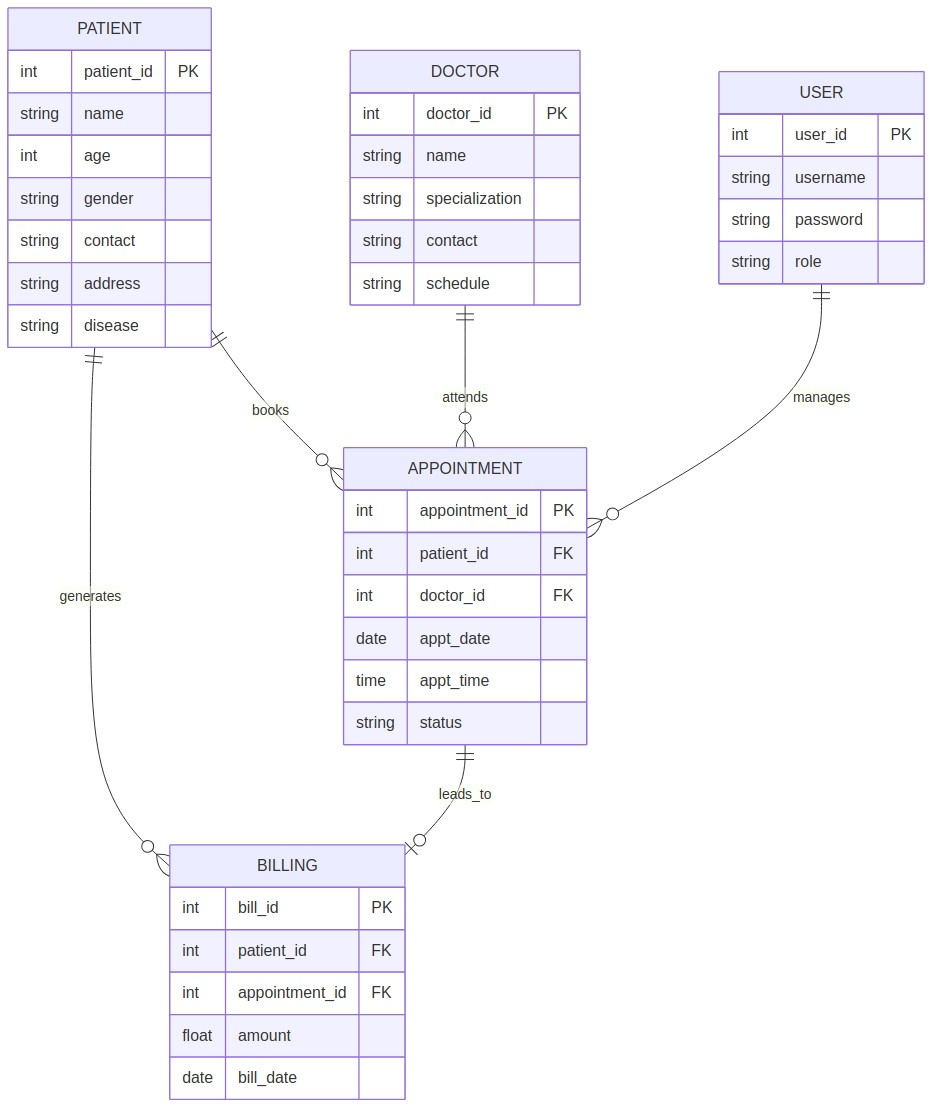 PATIENT
int patient_id PK
string name
int age
string gender
string contact
string address
string disease
DOCTOR
int doctor_id PK
string name
string specialization
string contact
string schedule
USER
int user_id PK
string username
string password
string role
books
attends
manages
APPOINTMENT
int appointment_id PK
int patient_id FK
int doctor_id FK
date appt_date
time appt_time
string status
generates
leads_to
BILLING
int bill_id PK
int patient_id FK
int appointment_id FK
float amount
date bill_date